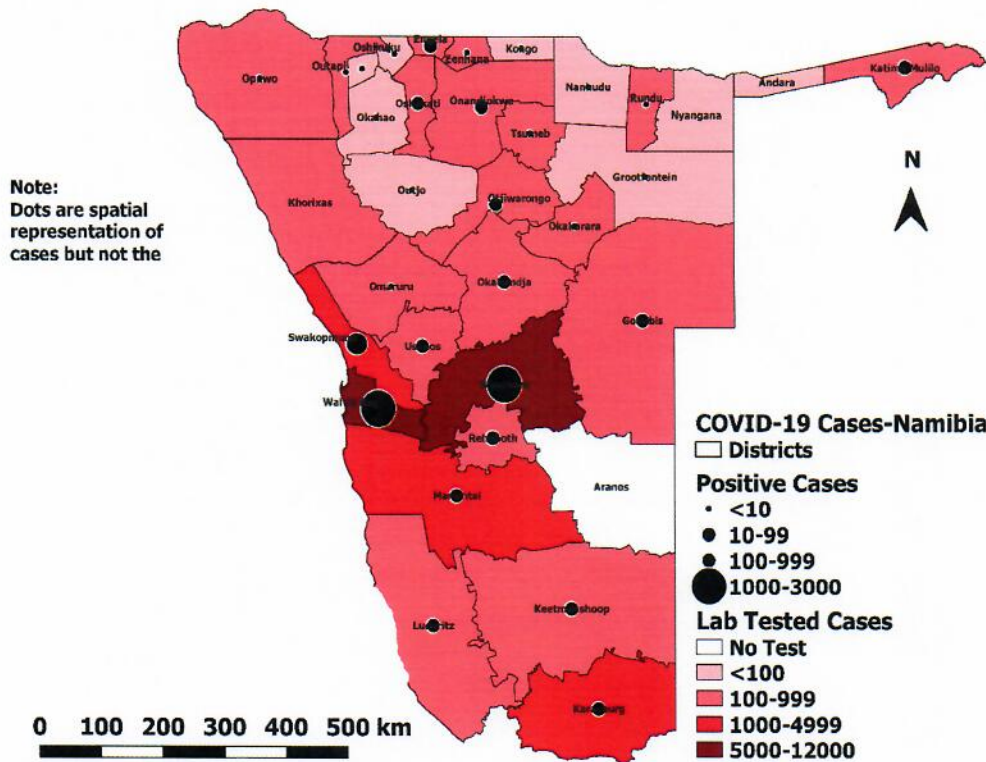 Oshikuku
Eenhana
Kongo
Outapi
Opuwo
Nankudu
Rundu
Andara
Katima Mulilo
Okahao
Oshakati
Onandjokwe
Nyangana
Tsumeb
N
Note:
Dots are spatial
representation of
cases but not the
Outjo
Grootfontein
Khorixas
Otjiwarongo
Okakarara
Omaruru
Okahandja
Gobabis
Swakopmund
Usakos
Rehoboth
Mariental
Aranos
Keetmanshoop
Luderitz
Karasburg
COVID-19 Cases-Namibia
Districts
Positive Cases
<10
10-99
100-999
1000-3000
Lab Tested Cases
No Test
<100
100-999
1000-4999
5000-12000
0 100 200 300 400 500 km